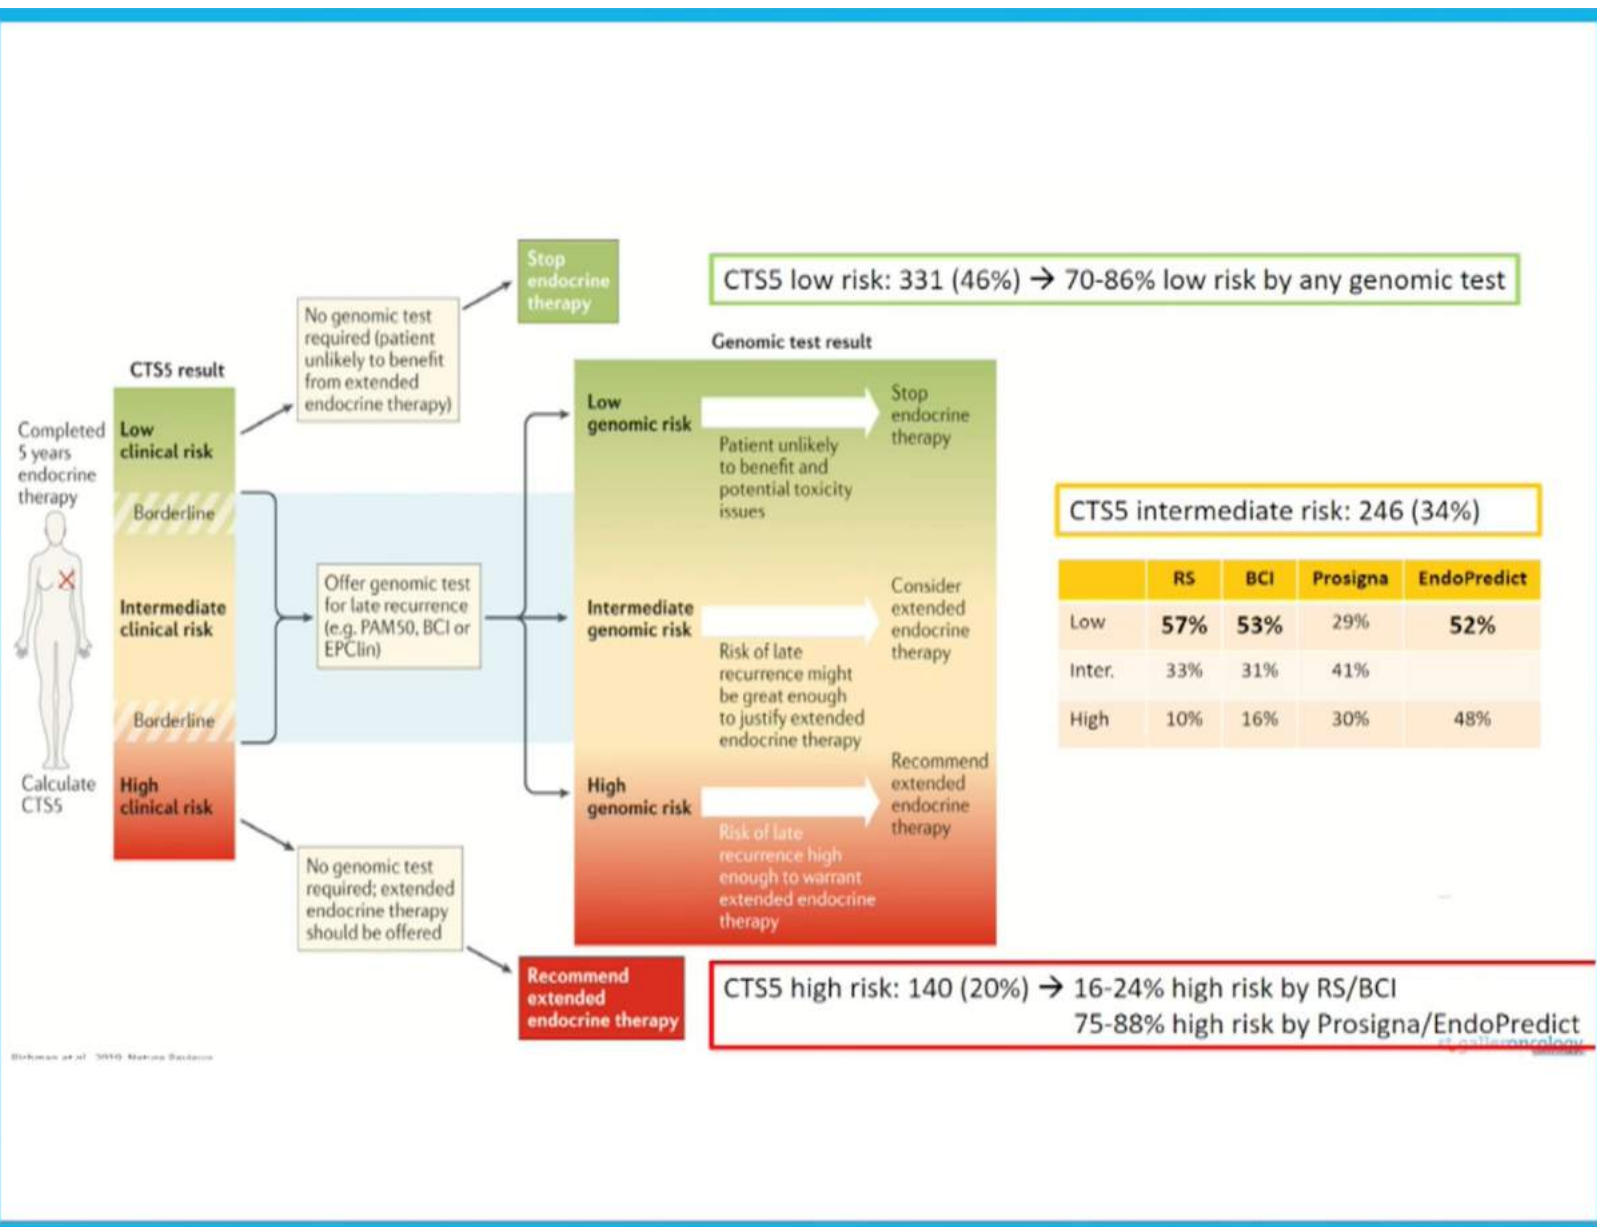 Stop
endocrine
therapy
CTS5 low risk: 331 (46%) → 70-86% low risk by any genomic test
No genomic test
required (patient
unlikely to benefit
from extended
endocrine therapy)
Genomic test result
CTS5 result
Completed
5 years
endocrine
therapy
Low
clinical risk
Borderline
Intermediate
clinical risk
Borderline
High
clinical risk
Calculate
CTS5
Offer genomic test
for late recurrence
(e.g. PAM50, BCI or
EPClin)
Low
genomic risk
Patient unlikely
to benefit and
potential toxicity
issues
Stop
endocrine
therapy
Intermediate
genomic risk
Risk of late
recurrence might
be great enough
to justify extended
endocrine therapy
Consider
extended
endocrine
therapy
High
genomic risk
Risk of late
recurrence high
enough to warrant
extended endocrine
therapy
Recommend
extended
endocrine
therapy
CTS5 intermediate risk: 246 (34%)
RS BCI Prosigna EndoPredict
Low 57% 53% 29% 52%
Inter. 33% 31% 41%
High 10% 16% 30% 48%
No genomic test
required; extended
endocrine therapy
should be offered
Recommend
extended
endocrine therapy
CTS5 high risk: 140 (20%) → 16-24% high risk by RS/BCI
75-88% high risk by Prosigna/EndoPredict